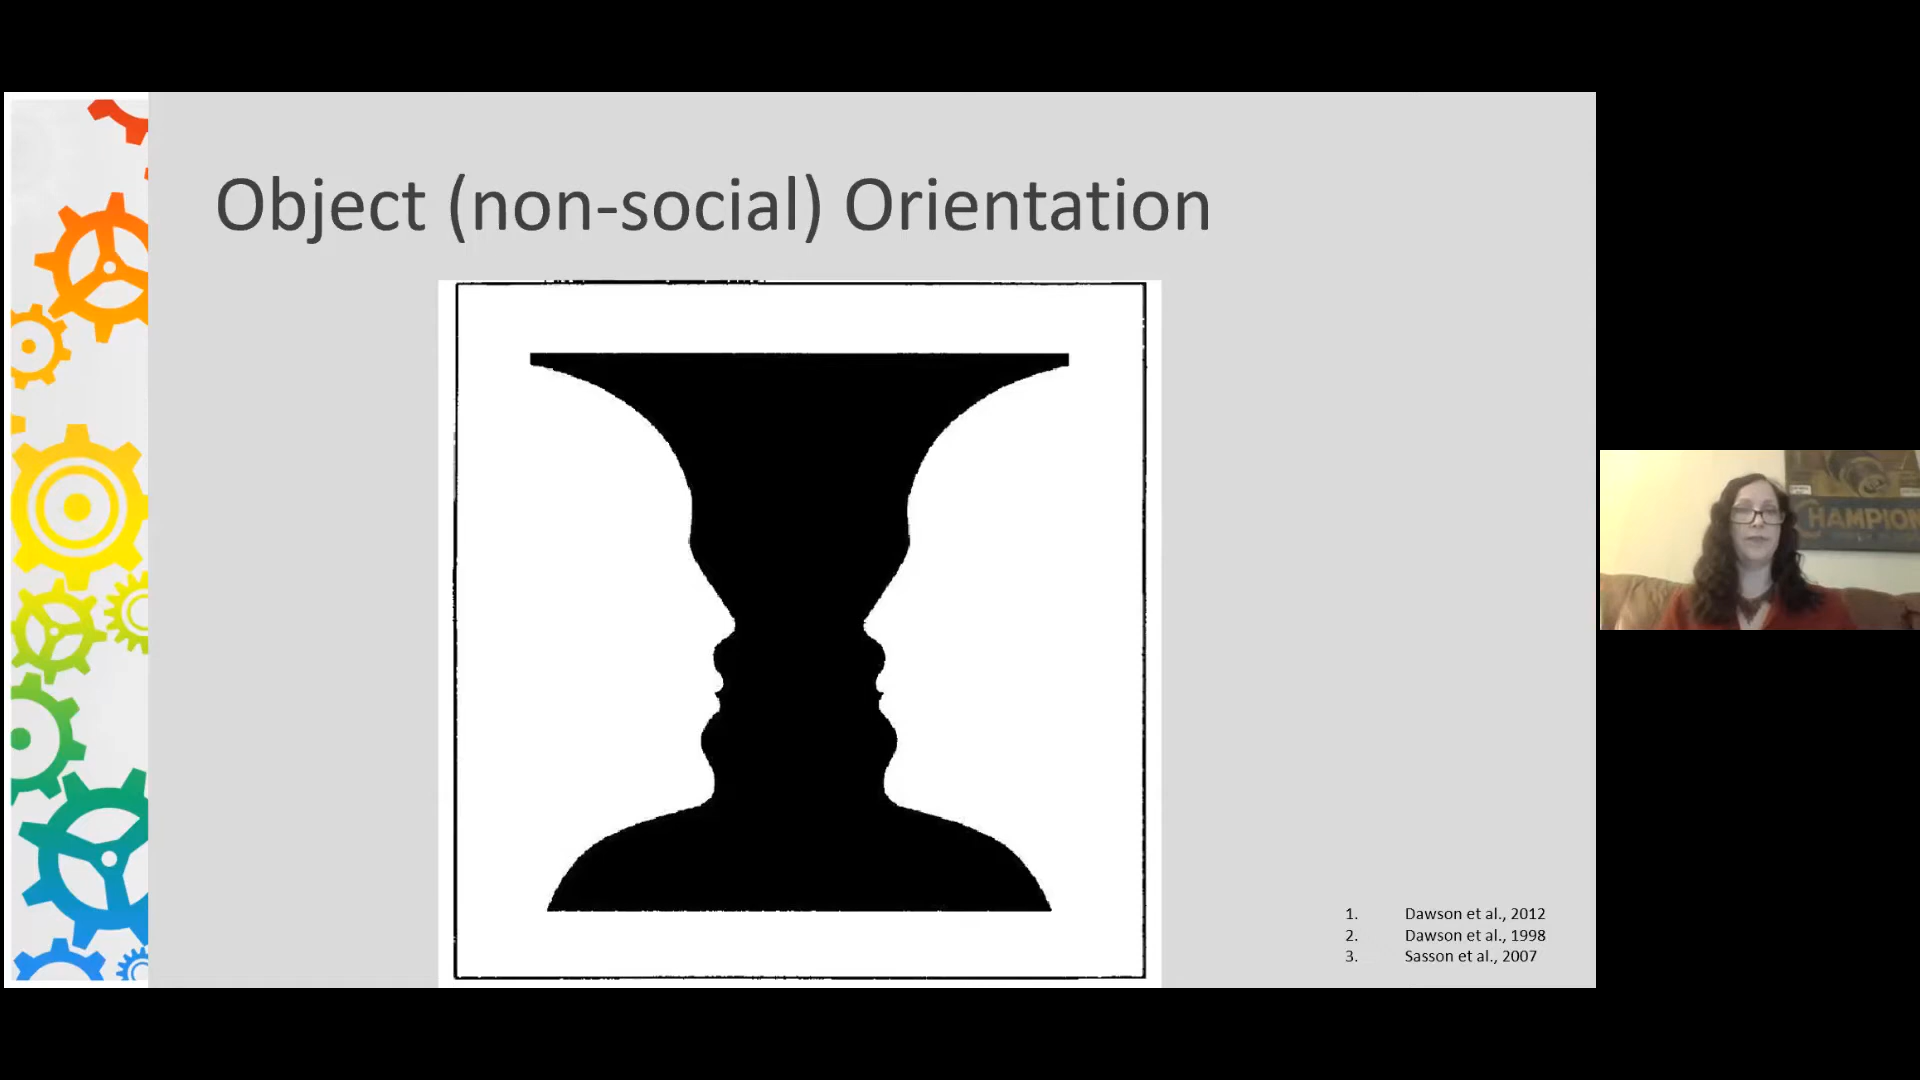 Object (non-social) Orientation
CHAMPION
1. Dawson et al., 2012
2. Dawson et al., 1998
3. Sasson et al., 2007